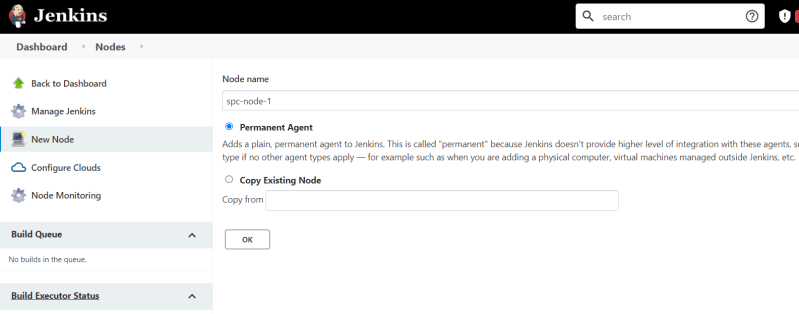 Jenkins
search
Dashboard
Nodes
Back to Dashboard
Manage Jenkins
New Node
Configure Clouds
Node Monitoring
Build Queue
No builds in the queue.
Build Executor Status
Node name
spc-node-1
Permanent Agent
Adds a plain, permanent agent to Jenkins. This is called "permanent" because Jenkins doesn't provide higher level of integration with these agents, s
type if no other agent types apply — for example such as when you are adding a physical computer, virtual machines managed outside Jenkins, etc.
Copy Existing Node
Copy from
OK